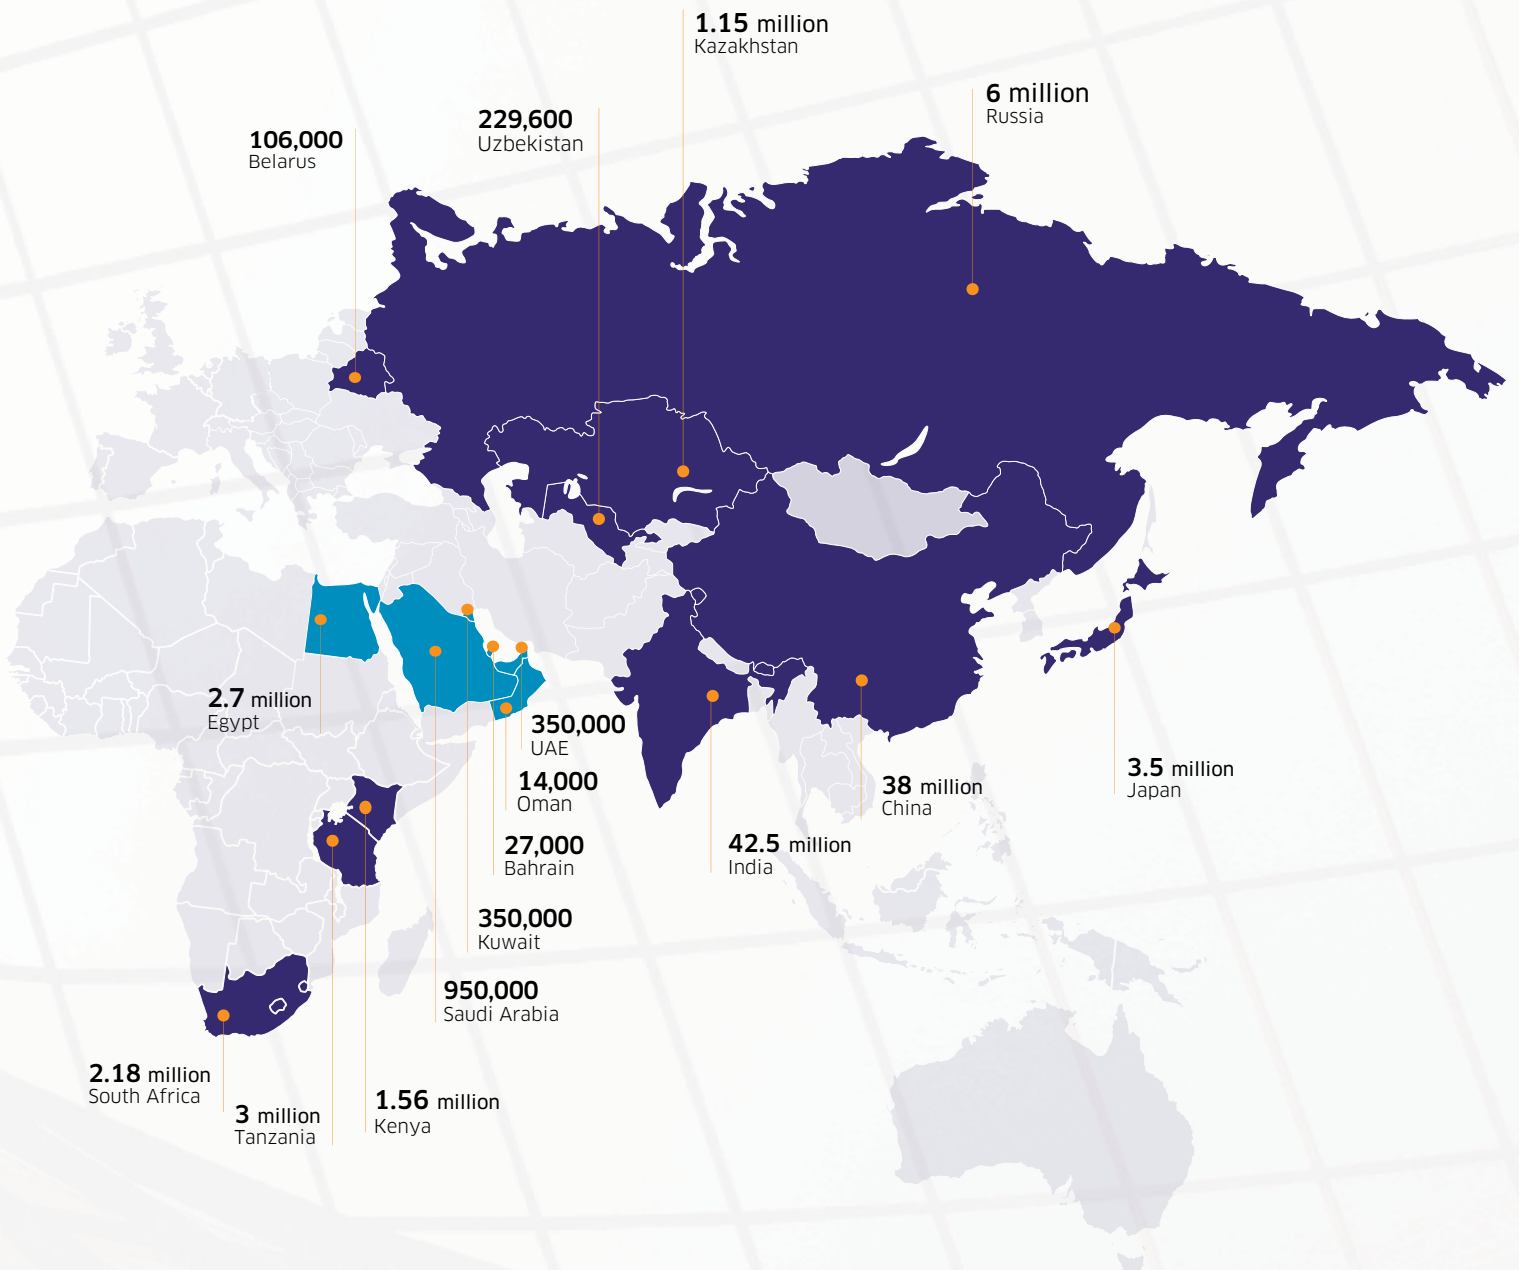 1.15 million
Kazakhstan
6 million
Russia
229,600
Uzbekistan
106,000
Belarus
2.7 million
Egypt
350,000
UAE
14,000
Oman
27,000
Bahrain
350,000
Kuwait
950,000
Saudi Arabia
42.5 million
India
38 million
China
3.5 million
Japan
2.18 million
South Africa
3 million
Tanzania
1.56 million
Kenya